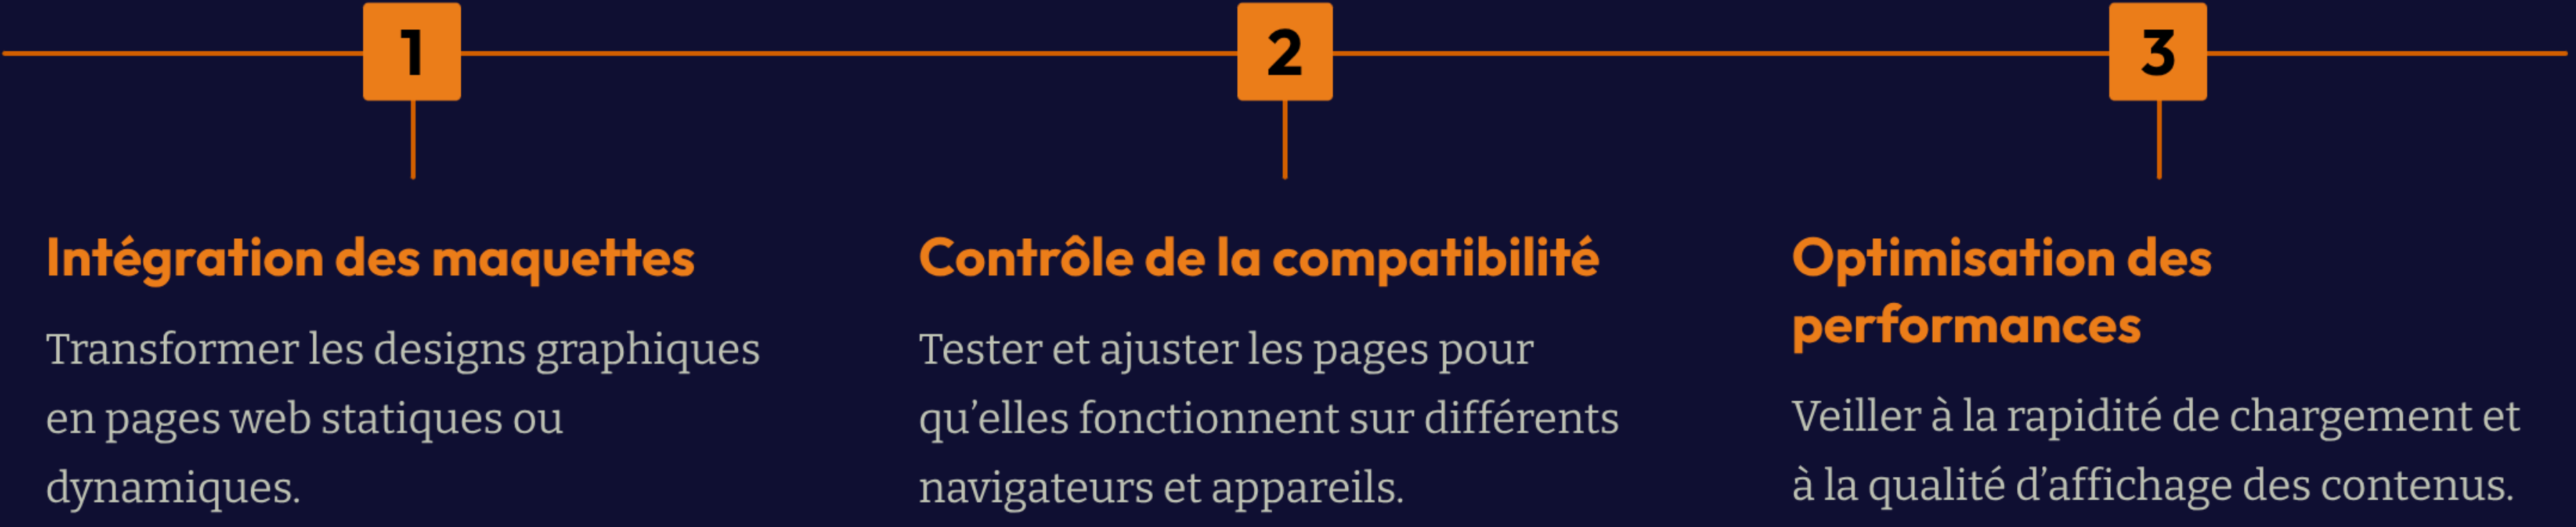 1
2
3
Intégration des maquettes
Transformer les designs graphiques
en pages web statiques ou
dynamiques.
Contrôle de la compatibilité
Tester et ajuster les pages pour
qu’elles fonctionnent sur différents
navigateurs et appareils.
Optimisation des
performances
Veiller à la rapidité de chargement et
à la qualité d’affichage des contenus.